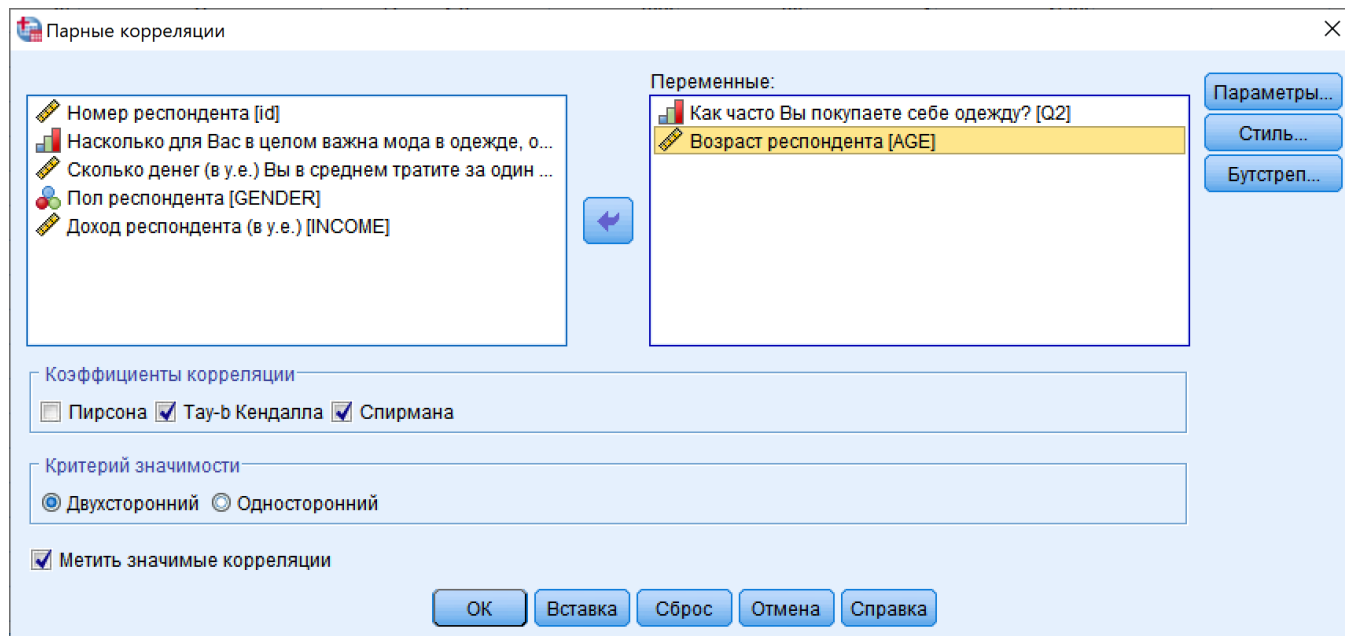 Парные корреляции
Переменные:
Номер респондента [id]
Насколько для Вас в целом важна мода в одежде, о...
Сколько денег (в у.е.) Вы в среднем тратите за один ...
Пол респондента [GENDER]
Доход респондента (в у.е.) [INCOME]
Как часто Вы покупаете себе одежду? [Q2]
Возраст респондента [AGE]
Параметры...
Стиль...
Бутстреп...
Коэффициенты корреляции
Пирсона Тау-b Кендалла Спирмана
Критерий значимости
Двухсторонний Односторонний
Метить значимые корреляции
ОК Вставка Сброс Отмена Справка